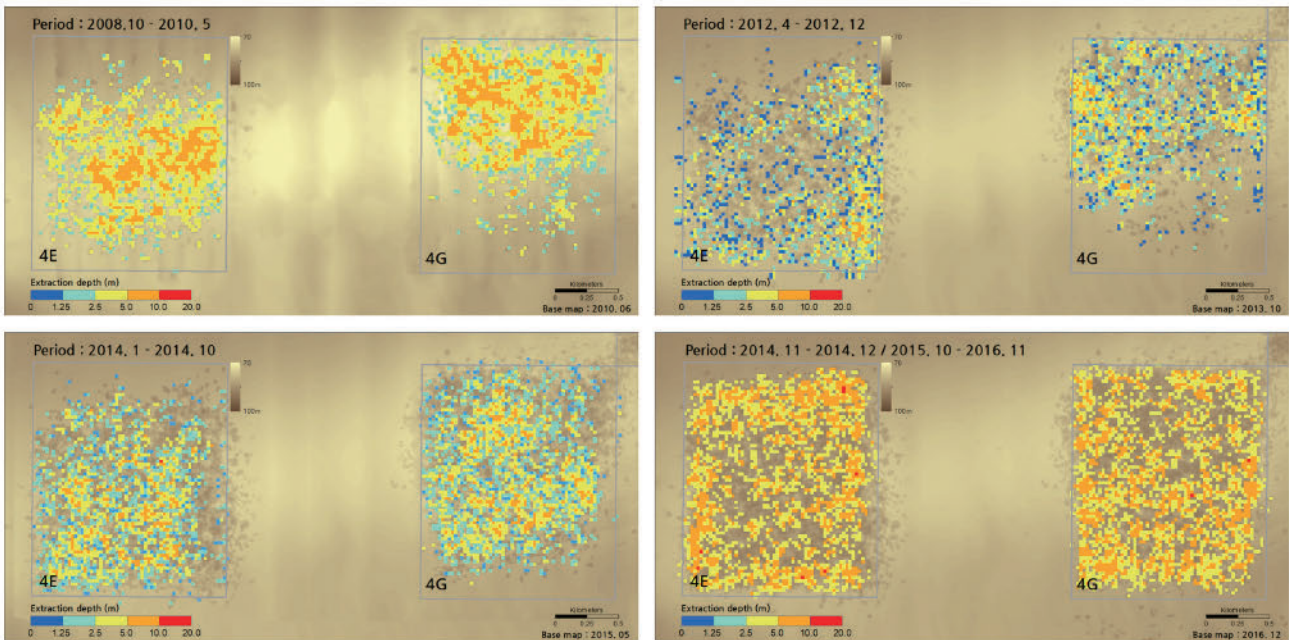 Period : 2008.10 - 2010. 5
70
100m
4E
4G
Extraction depth (m)
0 1.25 2.5 5.0 10.0 20.0
Kilometers
0 0.25 0.5
Base map : 2010. 06
Period : 2012. 4 - 2012. 12
70
100m
4E
4G
Extraction depth (m)
0 1.25 2.5 5.0 10.0 20.0
Kilometers
0 0.25 0.5
Base map : 2013. 10
Period : 2014. 1 - 2014. 10
70
100m
4E
4G
Extraction depth (m)
0 1.25 2.5 5.0 10.0 20.0
Kilometers
0 0.25 0.5
Base map : 2015. 05
Period : 2014. 11 - 2014. 12 / 2015. 10 - 2016. 11
70
100m
4E
4G
Extraction depth (m)
0 1.25 2.5 5.0 10.0 20.0
Kilometers
0 0.25 0.5
Base map : 2016. 12